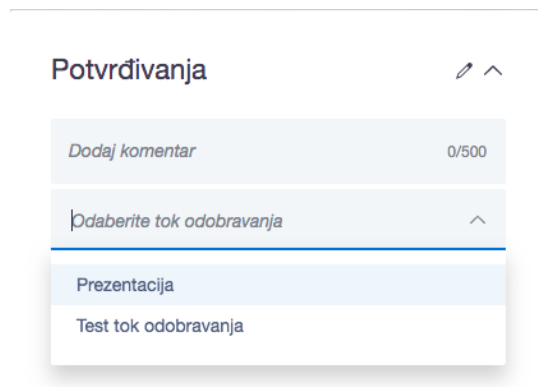 Potvrđivanja
Dodaj komentar 0/500
Odaberite tok odobravanja
Prezentacija
Test tok odobravanja